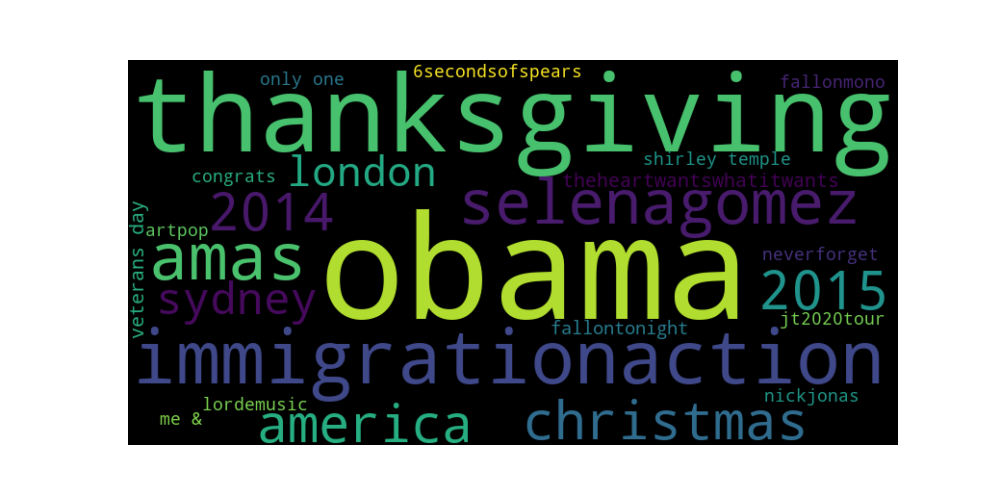 6secondsofspears
only one
fallonmono
thanksgiving
shirley temple
congrats
london
theheartwantswhatitwants
2014
selenagomez
veterans day
artpop
amas
obama
neverforget
sydney
2015
jt2020tour
fallontonight
immigrationaction
nickjonas
lordemusic
me &
america
christmas